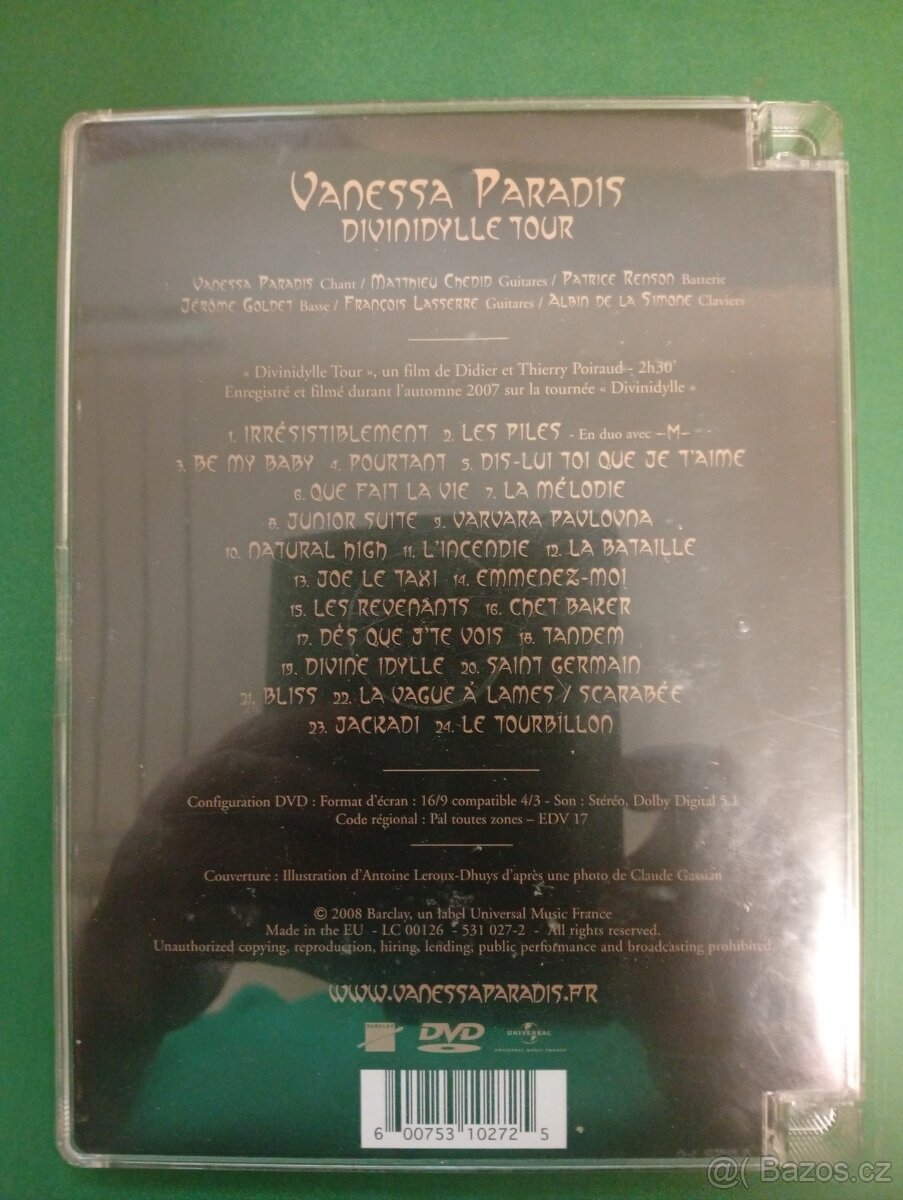 VANESSA PARADIS
DIVINIDYLLE TOUR
VANESSA PARADIS Chant / MATTHIEU CHEDID Guitares / PATRICE RENSON Batterie
JÉRÔME GOLDET Basse / FRANÇOIS LASSERRE Guitares / ALBIN DE LA SIMONE Claviers
« Divinidylle Tour », un film de Didier et Thierry Poiraud - 2h30'
Enregistré et filmé durant l'automne 2007 sur la tournée « Divinidylle »
1. IRRÉSISTIBLEMENT 2. LES PILES - En duo avec –M–
3. BE MY BABY 4. POURTANT 5. DIS-LUI TOI QUE JE T'AIME
6. QUE FAIT LA VIE 7. LA MÉLODIE
8. JUNIOR SUITE 9. VARVARA PAVLOVNA
10. NATURAL HIGH 11. L'INCENDIE 12. LA BATAILLE
13. JOE LE TAXI 14. EMMENEZ-MOI
15. LES REVENANTS 16. CHET BAKER
17. DÉS QUE J'TE VOIS 18. TANDEM
19. DIVINE IDYLLE 20. SAINT GERMAIN
21. BLISS 22. LA VAGUE À LAMES / SCARABÉE
23. JACKADI 24. LE TOURBILLON
Configuration DVD : Format d'écran : 16/9 compatible 4/3 - Son : Stéréo, Dolby Digital 5.1
Code régional : Pal toutes zones – EDV 17
Couverture : Illustration d'Antoine Leroux-Dhuys d'après une photo de Claude Gassian
© 2008 Barclay, un label Universal Music France
Made in the EU - LC 00126 - 531 027-2 - All rights reserved.
Unauthorized copying, reproduction, hiring, lending, public performance and broadcasting prohibited.
WWW.VANESSAPARADIS.FR
BARCLAY DVD UNIVERSAL
UNIVERSAL MUSIC FRANCE
6 00753 10272 5
@( Bazos.cz